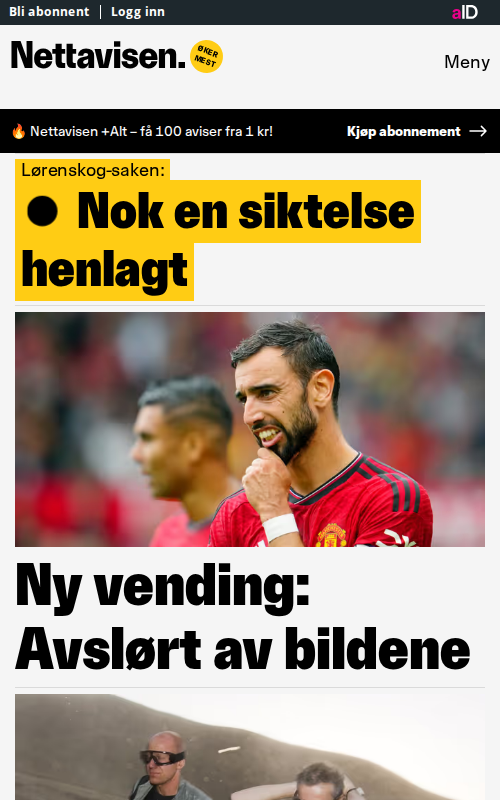 Bli abonnent | Logg inn
aID
Nettavisen.
ØKER
MEST
Meny
🔥 Nettavisen +Alt – få 100 aviser fra 1 kr!
Kjøp abonnement →
Lørenskog-saken:
Nok en siktelse
henlagt
Ny vending:
Avslørt av bildene